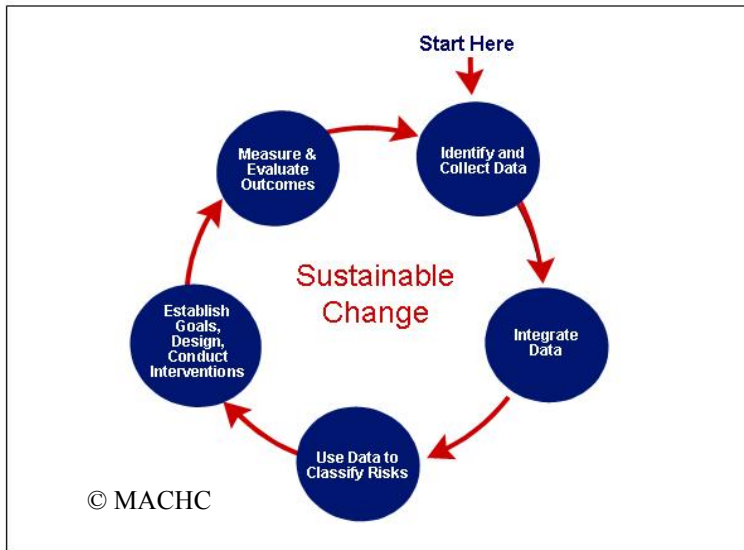 Start Here
Identify and
Collect Data
Integrate
Data
Use Data to
Classify Risks
Establish
Goals,
Design,
Conduct
Interventions
Measure &
Evaluate
Outcomes
Sustainable
Change
© MACHC